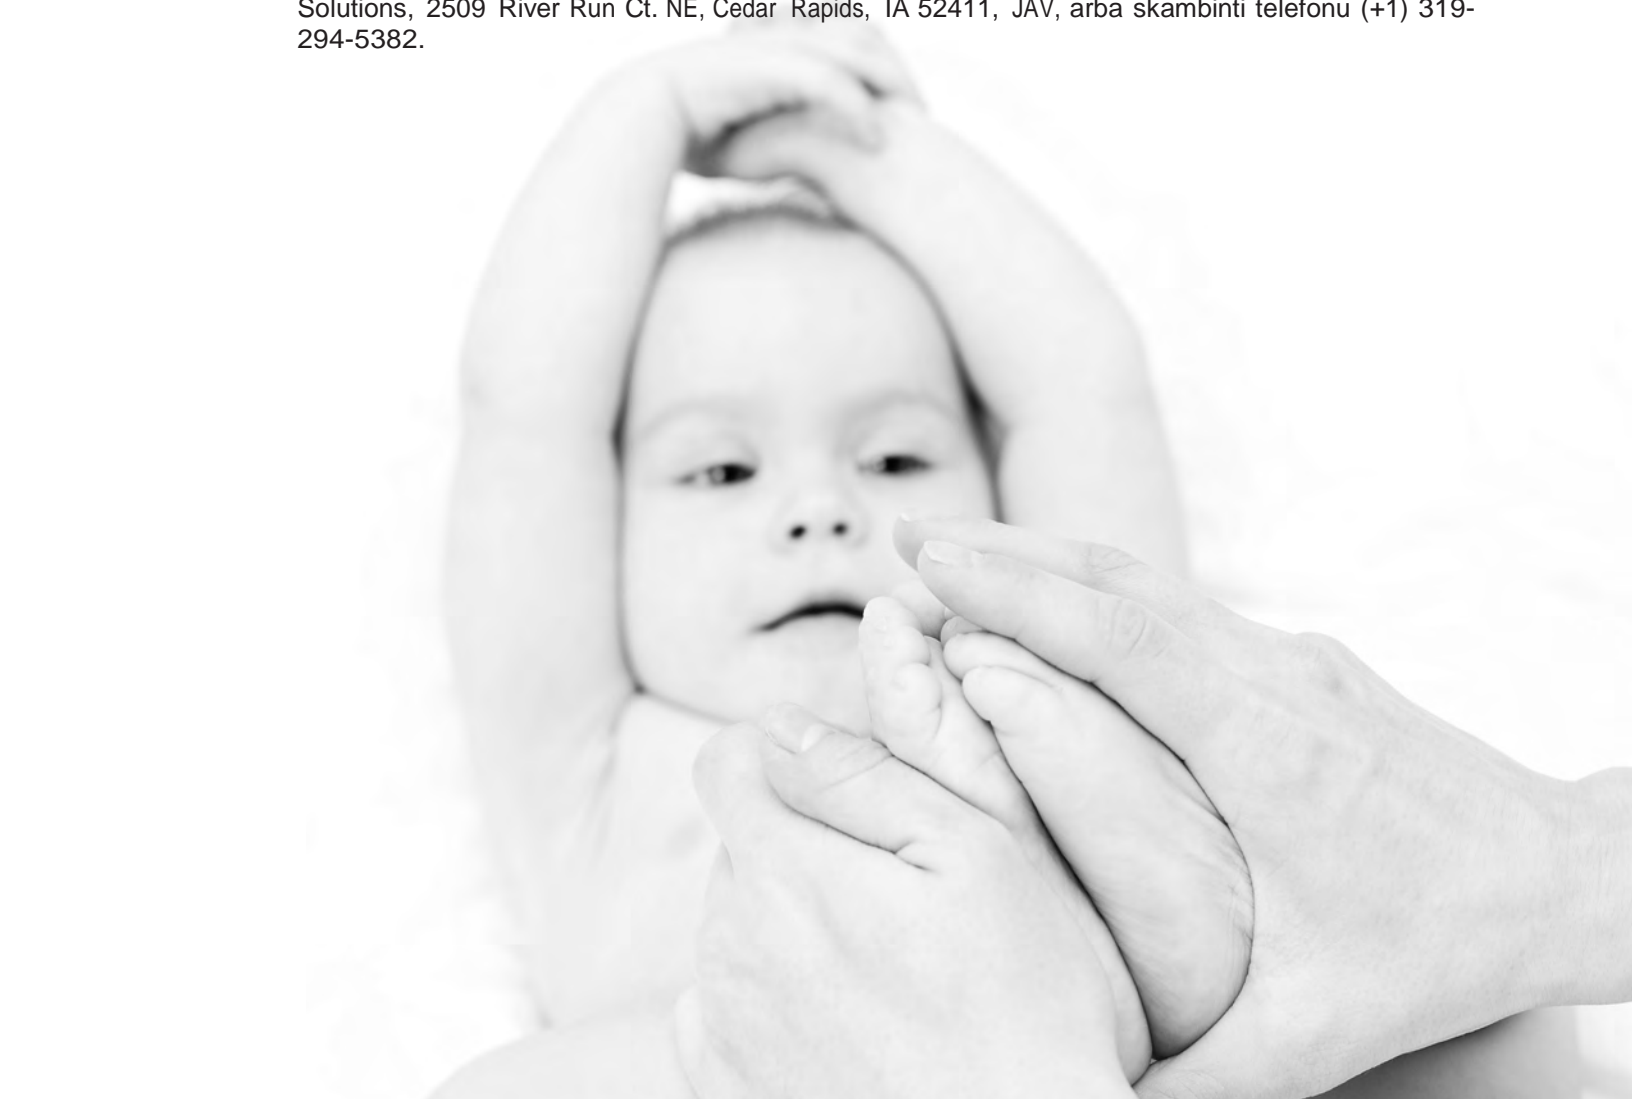 Solutions, 2509 River Run Ct. NE, Cedar Rapids, IA 52411, JAV, arba skambinti telefonu (+1) 319-
294-5382.